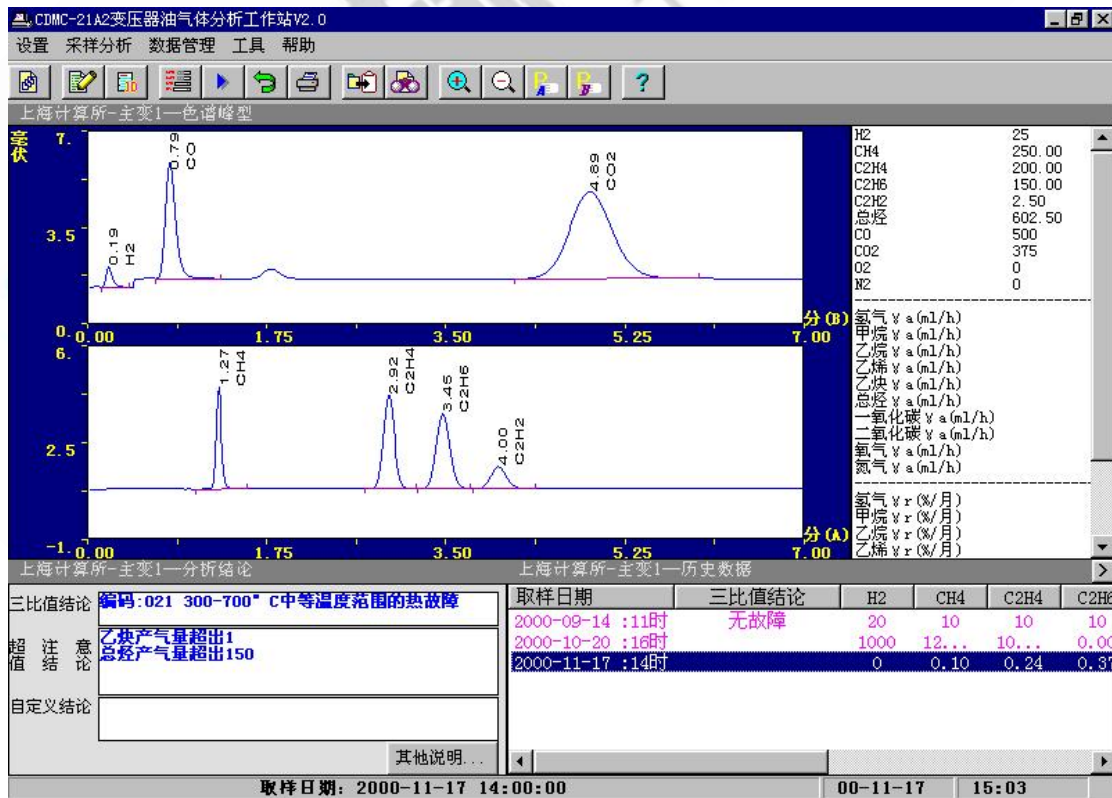 CDMC-21A2变压器油气体分析工作站V2.0
设置 采样分析 数据管理 工具 帮助
上海计算所-主变1—色谱峰型
毫伏
7.
3.5
0.
0.19 H2
0.79 CO
4.89 CO2
0.00 1.75 3.50 5.25 7.00
分(B)
6.
2.5
-1.
1.27 CH4
2.92 C2H4
3.45 C2H6
4.00 C2H2
0.00 1.75 3.50 5.25 7.00
分(A)
H2 25
CH4 250.00
C2H4 200.00
C2H6 150.00
C2H2 2.50
总烃 602.50
CO 500
CO2 375
O2 0
N2 0
氢气γa(ml/h)
甲烷γa(ml/h)
乙烷γa(ml/h)
乙烯γa(ml/h)
乙炔γa(ml/h)
总烃γa(ml/h)
一氧化碳γa(ml/h)
二氧化碳γa(ml/h)
氧气γa(ml/h)
氮气γa(ml/h)
氢气γr(%/月)
甲烷γr(%/月)
乙烷γr(%/月)
乙烯γr(%/月)
上海计算所-主变1—分析结论
三比值结论 编码:021 300-700"C中等温度范围的热故障
超注意值结论
乙炔产气量超出1
总烃产气量超出150
自定义结论
其他说明...
上海计算所-主变1—历史数据
取样日期 三比值结论 H2 CH4 C2H4 C2H6
2000-09-14 :11时 无故障 20 10 10 10
2000-10-20 :16时 1000 12... 10... 0.00
2000-11-17 :14时 0 0.10 0.24 0.37
取样日期: 2000-11-17 14:00:00
00-11-17 15:03